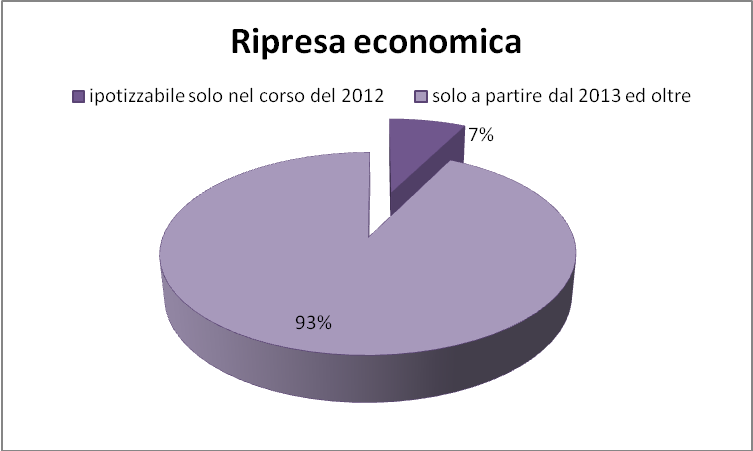 Ripresa economica
ipotizzabile solo nel corso del 2012 solo a partire dal 2013 ed oltre
7%
93%